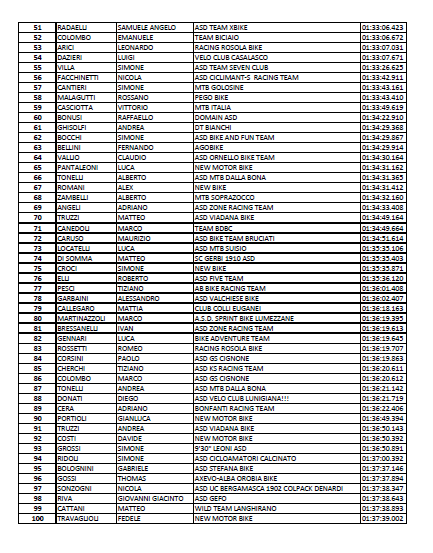 51 RADAELLI SAMUELE ANGELO ASD TEAM XBIKE 01:33:06.423
52 COLOMBO EMANUELE TEAM BICIAIO 01:33:06.672
53 ARICI LEONARDO RACING ROSOLA BIKE 01:33:07.031
54 DAZIERI LUIGI VELO CLUB CASALASCO 01:33:07.671
55 VILLA SIMONE ASD TEAM SEVEN CLUB 01:33:26.625
56 FACCHINETTI NICOLA ASD CICLIMANT-S RACING TEAM 01:33:42.911
57 CANTIERI SIMONE MTB GOLOSINE 01:33:43.161
58 MALAGUTTI ROSSANO PEGO BIKE 01:33:43.410
59 CASCIOTTA VITTORIO MTB ITALIA 01:33:49.619
60 BONUSI RAFFAELLO DOMAIN ASD 01:34:22.910
61 GHISOLFI ANDREA DT BIANCHI 01:34:29.368
62 BOCCHI SIMONE ASD BIKE AND FUN TEAM 01:34:29.867
63 BELLINI FERNANDO AGOBIKE 01:34:29.914
64 VALLIO CLAUDIO ASD ORNELLO BIKE TEAM 01:34:30.164
65 PANTALEONI LUCA NEW MOTOR BIKE 01:34:31.162
66 TONELLI ALBERTO ASD MTB DALLA BONA 01:34:31.365
67 ROMANI ALEX NEW BIKE 01:34:31.412
68 ZAMBELLI ALBERTO MTB SOPRAZOCCO 01:34:32.160
69 ANGELI ADRIANO ASD ZONE RACING TEAM 01:34:33.408
70 TRUZZI MATTEO ASD VIADANA BIKE 01:34:49.164
71 CANEDOLI MARCO TEAM BDBC 01:34:49.664
72 CARUSO MAURIZIO ASD BIKE TEAM BRUCIATI 01:34:51.614
73 LOCATELLI LUCA ASD MTB SUISIO 01:35:35.106
74 DI SOMMA MATTEO SC GERBI 1910 ASD 01:35:35.403
75 CROCI SIMONE NEW BIKE 01:35:35.871
76 ELLI ROBERTO ASD FIVE TEAM 01:35:36.120
77 PESCI TIZIANO AB BIKE RACING TEAM 01:36:01.408
78 GARBAINI ALESSANDRO ASD VALCHIESE BIKE 01:36:02.407
79 CALLEGARO MATTIA CLUB COLLI EUGANEI 01:36:18.163
80 MARTINAZZOLI MARCO A.S.D. SPRINT BIKE LUMEZZANE 01:36:19.395
81 BRESSANELLI IVAN ASD ZONE RACING TEAM 01:36:19.613
82 GENNARI LUCA BIKE ADVENTURE TEAM 01:36:19.645
83 ROSSETTI ROMEO RACING ROSOLA BIKE 01:36:19.707
84 CORSINI PAOLO ASD GS CIGNONE 01:36:19.863
85 CHERCHI TIZIANO ASD KS RACING TEAM 01:36:20.611
86 COLOMBO MARCO ASD GS CIGNONE 01:36:20.612
87 TONELLI ANDREA ASD MTB DALLA BONA 01:36:21.142
88 DONATI DIEGO ASD VELO CLUB LUNIGIANA!!! 01:36:21.719
89 CERA ADRIANO BONFANTI RACING TEAM 01:36:22.406
90 PORTIOLI GIANLUCA NEW MOTOR BIKE 01:36:49.394
91 TRUZZI ANDREA ASD VIADANA BIKE 01:36:50.143
92 COSTI DAVIDE NEW MOTOR BIKE 01:36:50.392
93 GROSSI SIMONE 9'30" LEONI ASD 01:36:50.891
94 RIDOLI SIMONE ASD CICLOAMATORI CALCINATO 01:37:00.392
95 BOLOGNINI GABRIELE ASD STEFANA BIKE 01:37:37.146
96 GOSSI THOMAS AXEVO-ALBA OROBIA BIKE 01:37:37.894
97 SONZOGNI NICOLA ASD UC BERGAMASCA 1902 COLPACK DENARDI 01:37:38.347
98 RIVA GIOVANNI GIACINTO ASD GEFO 01:37:38.643
99 CATTANI MATTEO WILD TEAM LANGHIRANO 01:37:38.893
100 TRAVAGLIOLI FEDELE NEW MOTOR BIKE 01:37:39.002